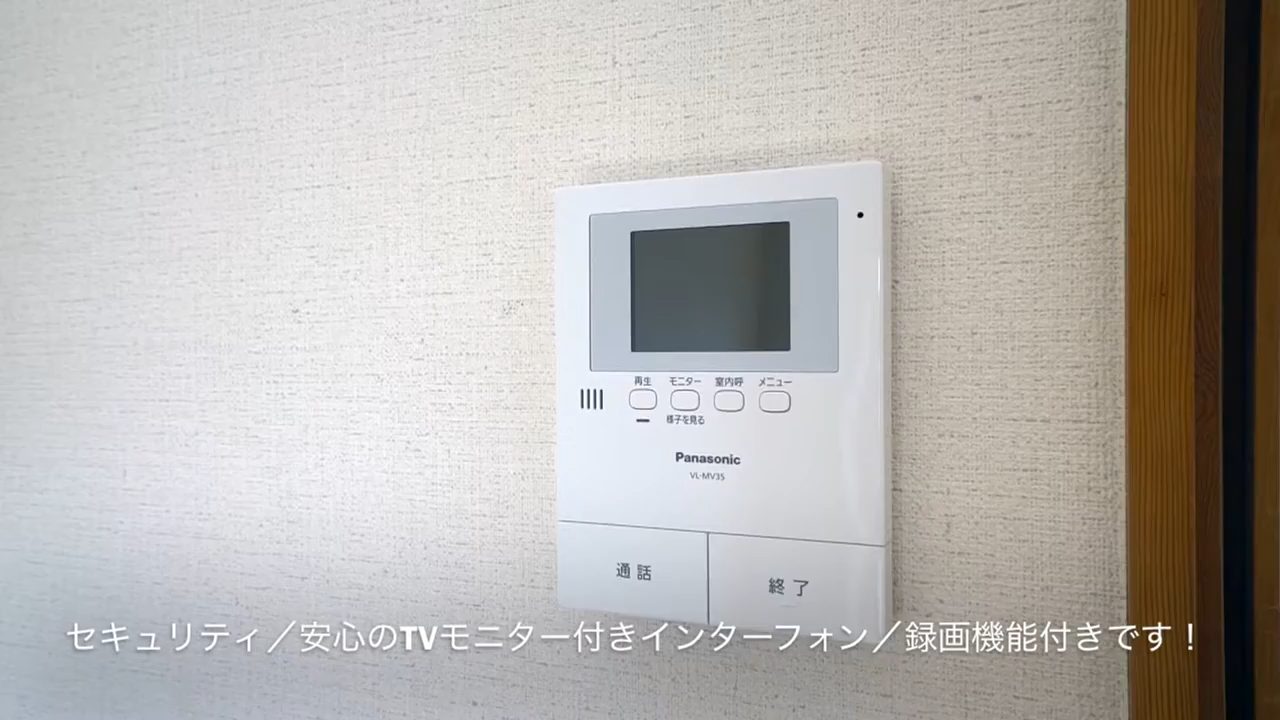 再生 モニター 室内呼 メニュー
様子を見る
Panasonic
VL-MV35
通話 終了
セキュリティ／安心のTVモニター付きインターフォン／録画機能付きです！